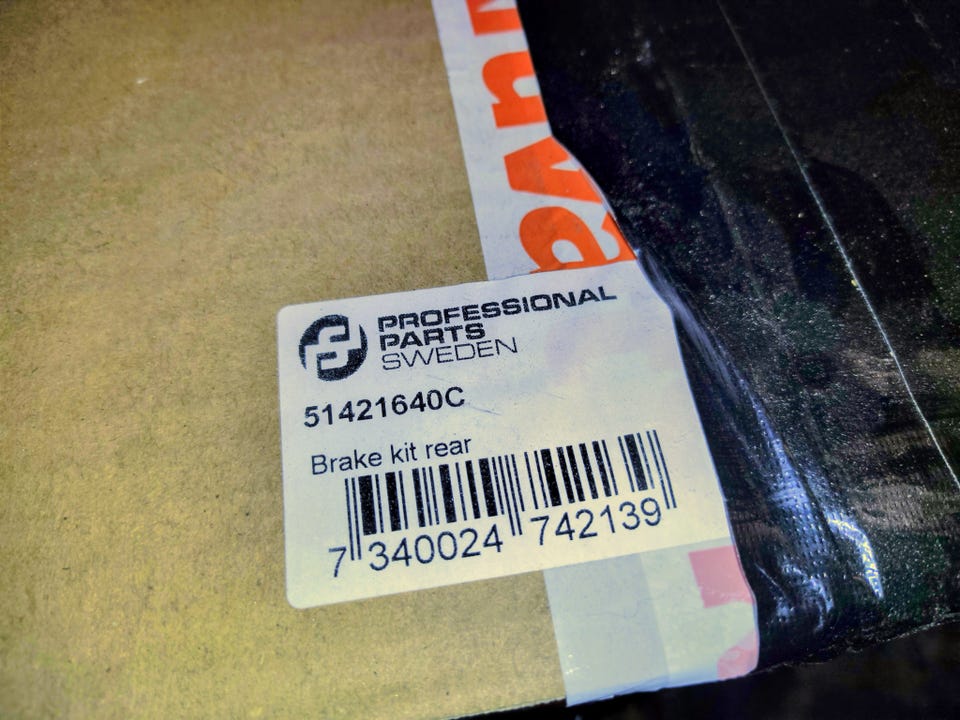 PROFESSIONAL
PARTS
SWEDEN
51421640C
Brake kit rear
7 340024 742139